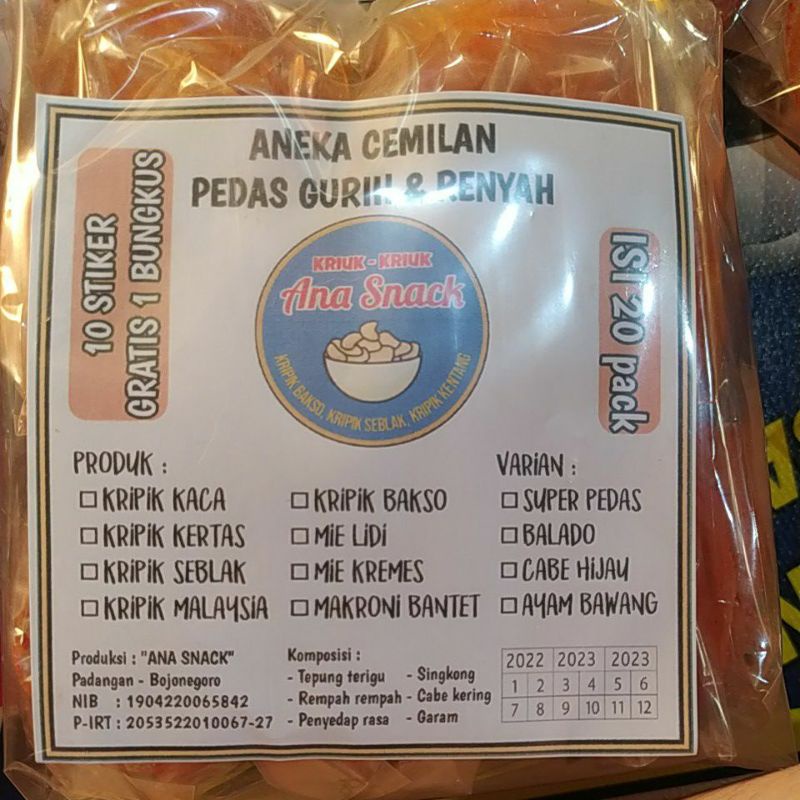 ANEKA CEMILAN
PEDAS GURIH & RENYAH
10 STIKER
GRATIS 1 BUNGKUS
KRIUK - KRIUK
Ana Snack
KRIPIK BAKSO, KRIPIK SEBLAK, KRIPIK KENTANG
ISI 20 pack
PRODUK :
KRIPIK KACA
KRIPIK KERTAS
KRIPIK SEBLAK
KRIPIK MALAYSIA
KRIPIK BAKSO
MIE LIDI
MIE KREMES
MAKRONI BANTET
VARIAN :
SUPER PEDAS
BALADO
CABE HIJAU
AYAM BAWANG
Produksi : "ANA SNACK"
Padangan - Bojonegoro
NIB : 1904220065842
P-IRT : 2053522010067-27
Komposisi :
- Tepung terigu - Singkong
- Rempah rempah - Cabe kering
- Penyedap rasa - Garam
2022 2023 2023
1 2 3 4 5 6
7 8 9 10 11 12